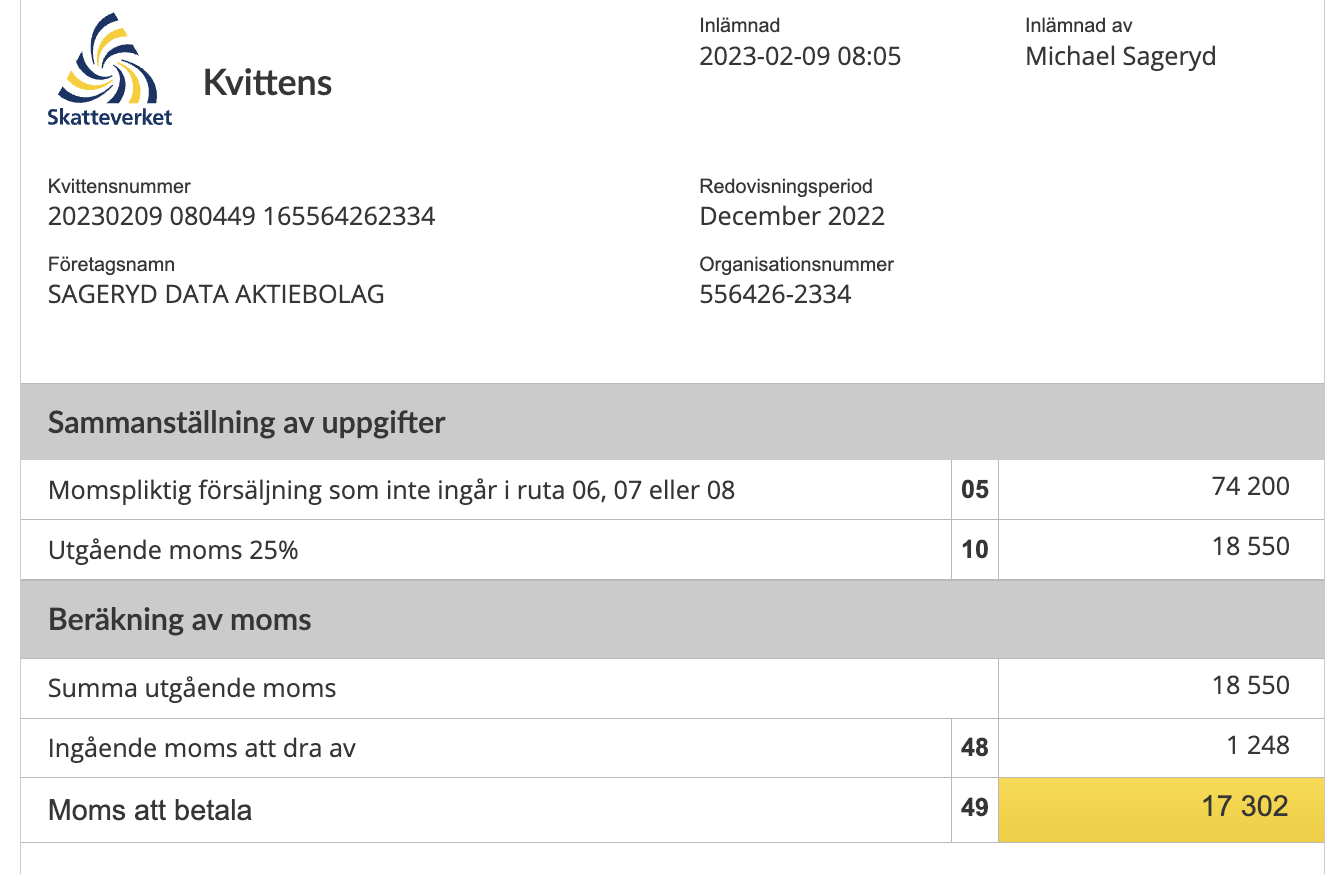 Skatteverket
Kvittens
Inlämnad
2023-02-09 08:05
Inlämnad av
Michael Sageryd
Kvittensnummer
20230209 080449 165564262334
Redovisningsperiod
December 2022
Företagsnamn
SAGERYD DATA AKTIEBOLAG
Organisationsnummer
556426-2334
Sammanställning av uppgifter
Momspliktig försäljning som inte ingår i ruta 06, 07 eller 08 05 74 200
Utgående moms 25% 10 18 550
Beräkning av moms
Summa utgående moms 18 550
Ingående moms att dra av 48 1 248
Moms att betala 49 17 302